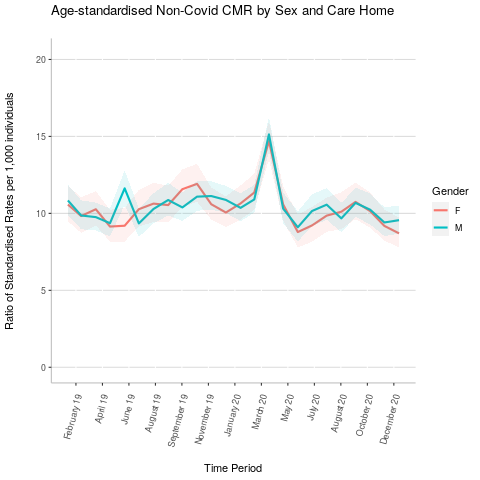 Age-standardised Non-Covid CMR by Sex and Care Home
Ratio of Standardised Rates per 1,000 Individuals
20
15
10
5
0
February 19
April 19
June 19
August 19
September 19
November 19
January 20
March 20
May 20
July 20
August 20
October 20
December 20
Time Period
Gender
F
M